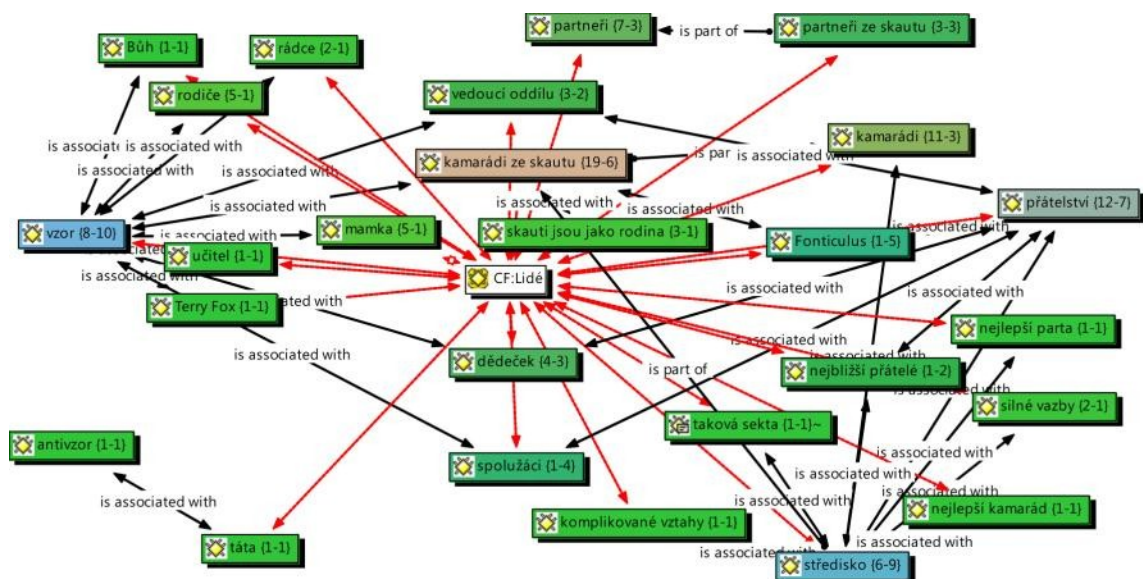 partneři {7-3}
is part of
partneři ze skautu {3-3}
Bůh {1-1}
rádce {2-1}
rodiče {5-1}
vedoucí oddílu {3-2}
kamarádi {11-3}
is associated with
is associated with
kamarádi ze skautu {19-6}
is associated with
is associated with
is associated with
is associated with
přátelství {12-7}
vzor {8-10}
is associated with
mamka {5-1}
skauti jsou jako rodina {3-1}
Fonticulus {1-5}
is associated with
učitel {1-1}
CF:Lidé
is associated with
Terry Fox {1-1}
is associated with
is associated with
nejlepší parta {1-1}
is associated with
dědeček {4-3}
is part of
nejbližší přátelé {1-2}
silné vazby {2-1}
antivzor {1-1}
taková sekta {1-1}~
is associated with
spolužáci {1-4}
is associated with
is associated with
is associated with
nejlepší kamarád {1-1}
komplikované vztahy {1-1}
is associated with
táta {1-1}
středisko {6-9}